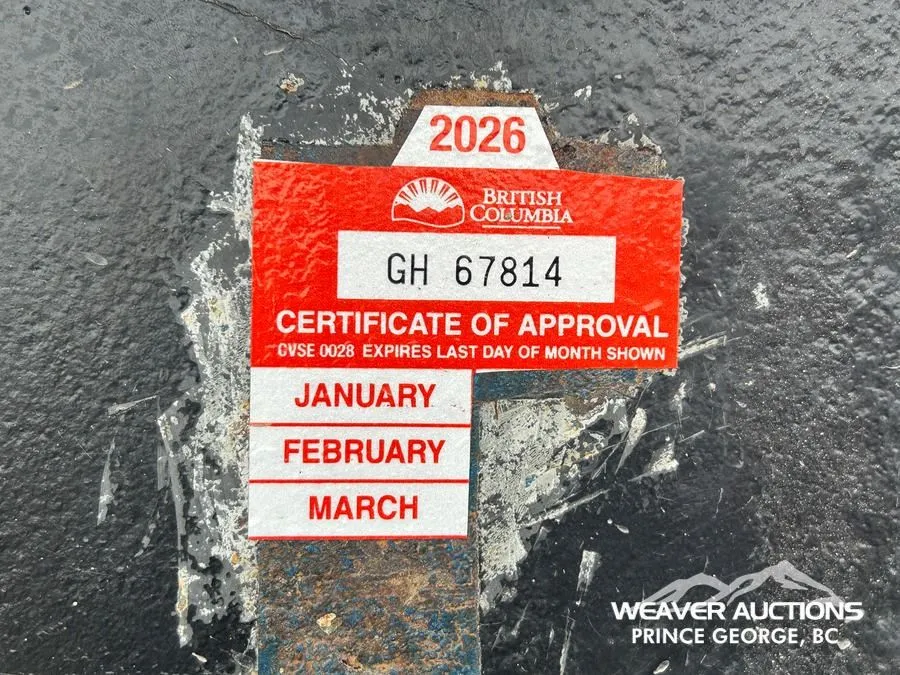 2026
BRITISH
COLUMBIA
GH 67814
CERTIFICATE OF APPROVAL
CVSE 0028 EXPIRES LAST DAY OF MONTH SHOWN
JANUARY
FEBRUARY
MARCH
WEAVER AUCTIONS
PRINCE GEORGE, BC